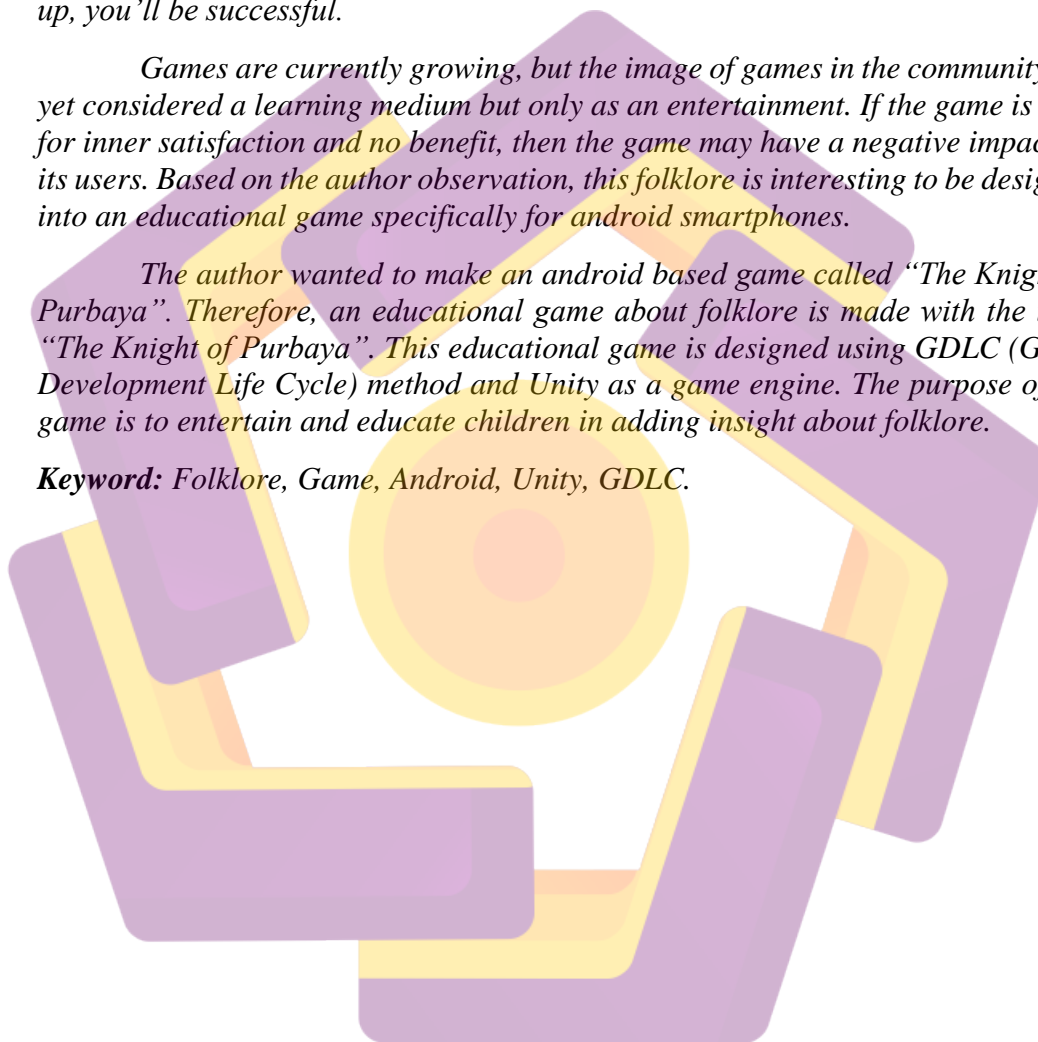 up, you’ll be successful.
Games are currently growing, but the image of games in the community
yet considered a learning medium but only as an entertainment. If the game is
for inner satisfaction and no benefit, then the game may have a negative impac
its users. Based on the author observation, this folklore is interesting to be desig
into an educational game specifically for android smartphones.
The author wanted to make an android based game called “The Knig
Purbaya”. Therefore, an educational game about folklore is made with the
“The Knight of Purbaya”. This educational game is designed using GDLC (G
Development Life Cycle) method and Unity as a game engine. The purpose o
game is to entertain and educate children in adding insight about folklore.
Keyword: Folklore, Game, Android, Unity, GDLC.